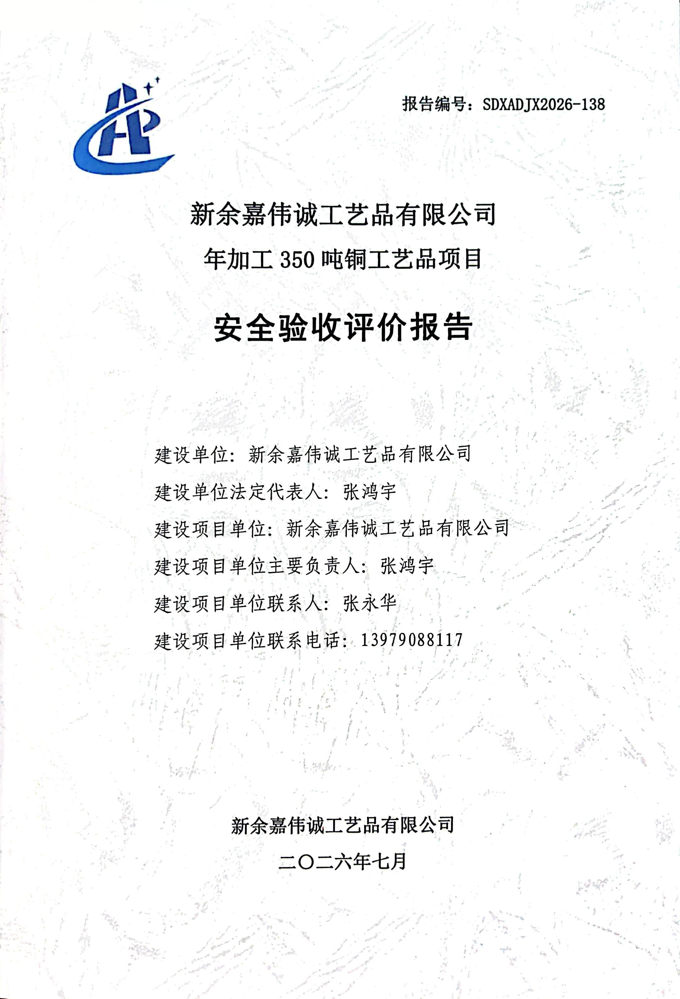 报告编号：SDXADJX2026-138
新余嘉伟诚工艺品有限公司
年加工 350 吨铜工艺品项目
安全验收评价报告
建设单位：新余嘉伟诚工艺品有限公司
建设单位法定代表人：张鸿宇
建设项目单位：新余嘉伟诚工艺品有限公司
建设项目单位主要负责人：张鸿宇
建设项目单位联系人：张永华
建设项目单位联系电话：13979088117
新余嘉伟诚工艺品有限公司
二〇二六年七月